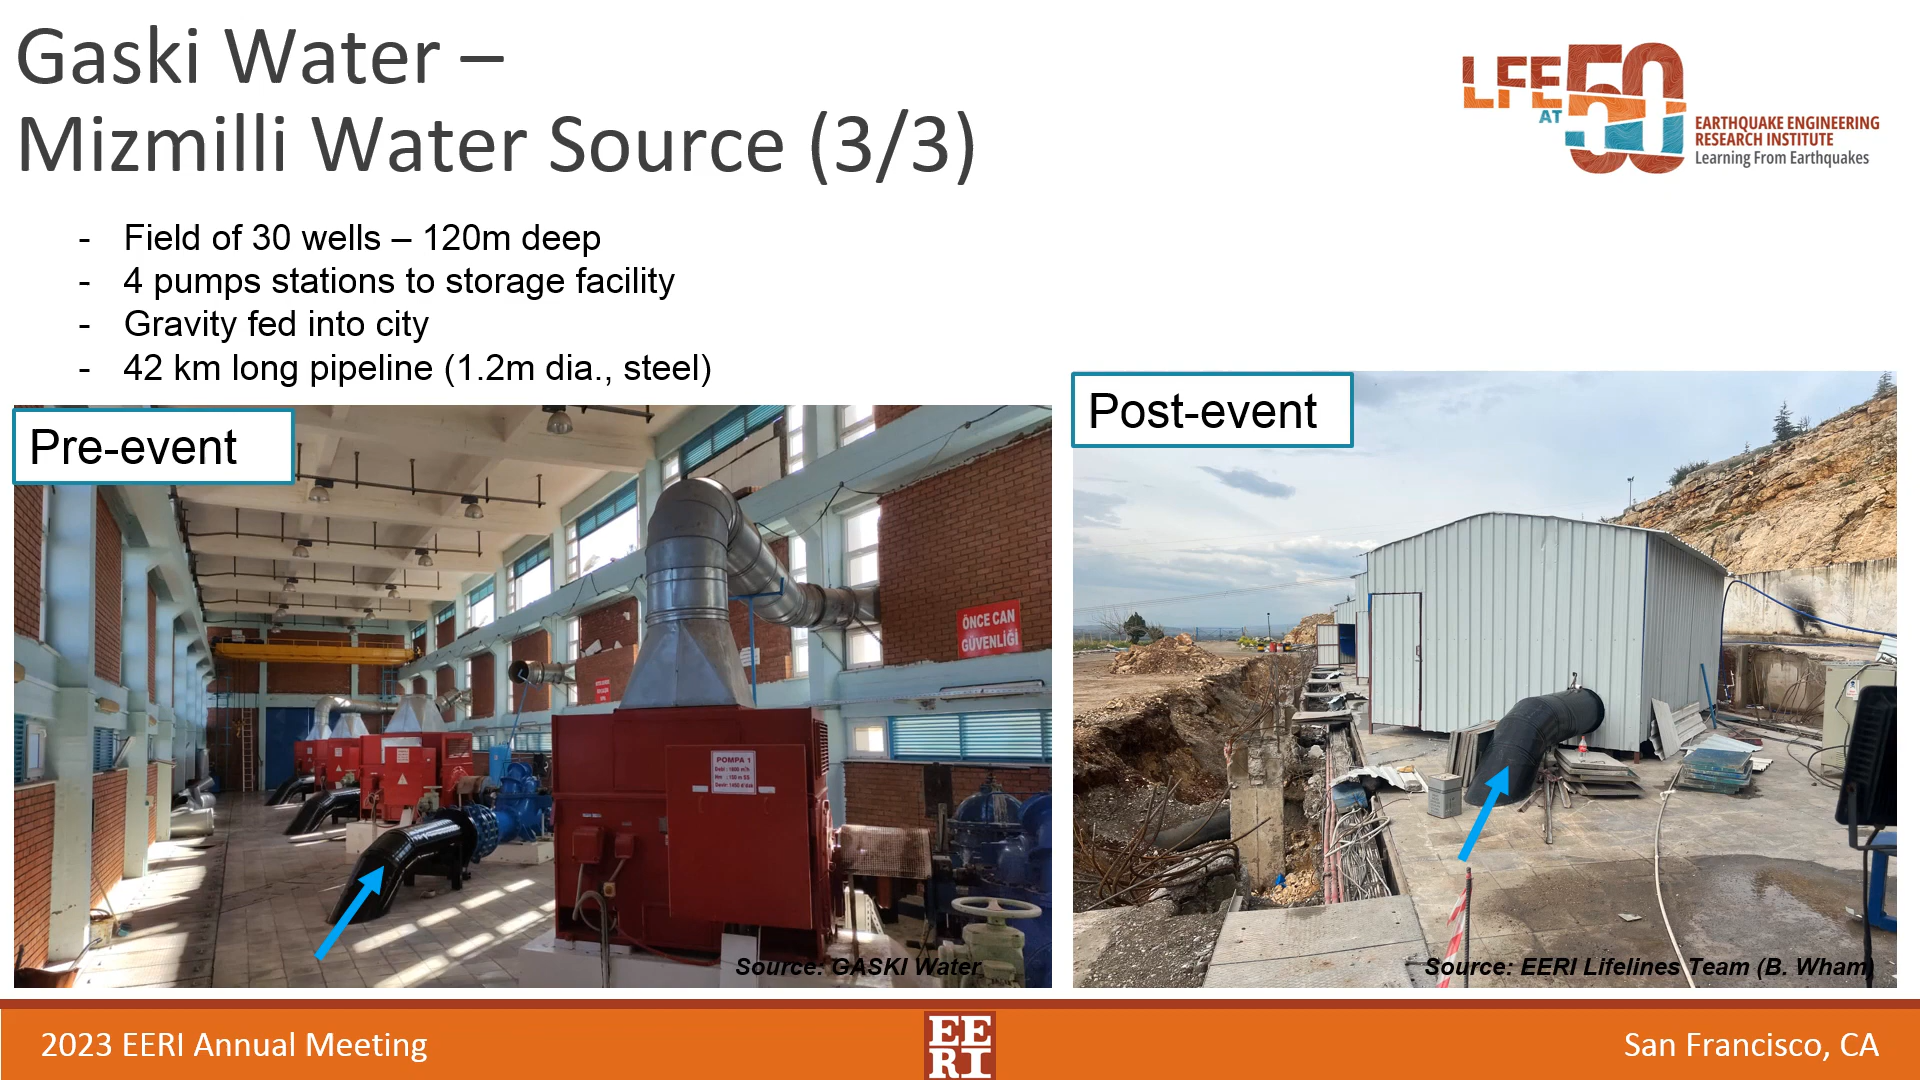 Gaski Water –
Mizmilli Water Source (3/3)
LFE
AT
50
EARTHQUAKE ENGINEERING
RESEARCH INSTITUTE
Learning From Earthquakes
- Field of 30 wells – 120m deep
- 4 pumps stations to storage facility
- Gravity fed into city
- 42 km long pipeline (1.2m dia., steel)
Pre-event
Post-event
ÖNCE CAN
GÜVENLİĞİ
POMPA 1
Source: GASKI Water
Source: EERI Lifelines Team (B. Wham)
2023 EERI Annual Meeting
EE
RI
San Francisco, CA